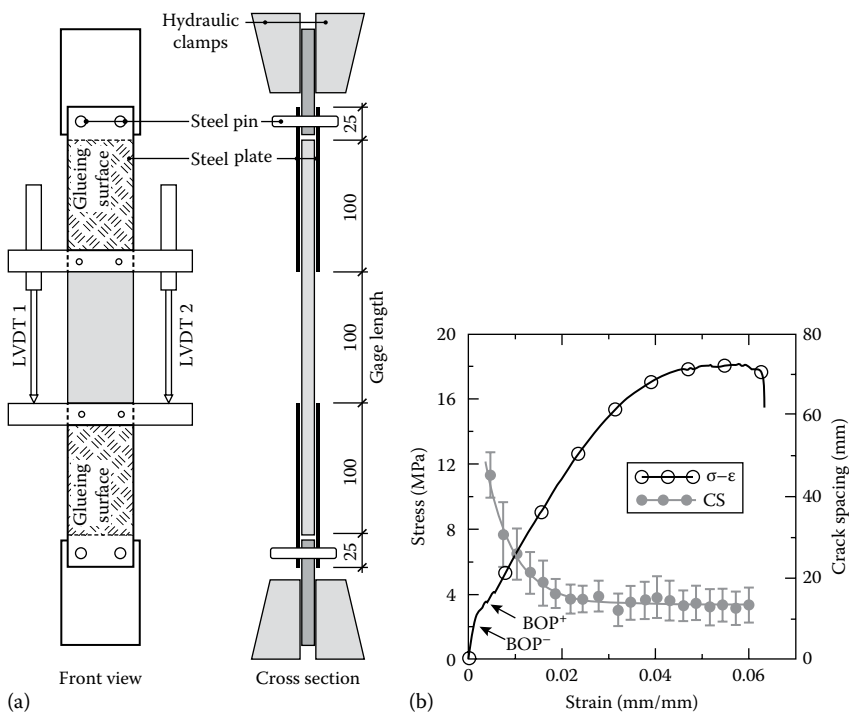 Hydraulic
clamps
Steel pin
Steel plate
Glueing
surface
LVDT 1
LVDT 2
Glueing
surface
25
100
100
Gage length
100
25
Front view
Cross section
(a)
20
16
12
8
4
0
Stress (MPa)
80
60
40
20
0
Crack spacing (mm)
σ–ε
CS
BOP+
BOP−
0
0.02
0.04
0.06
Strain (mm/mm)
(b)